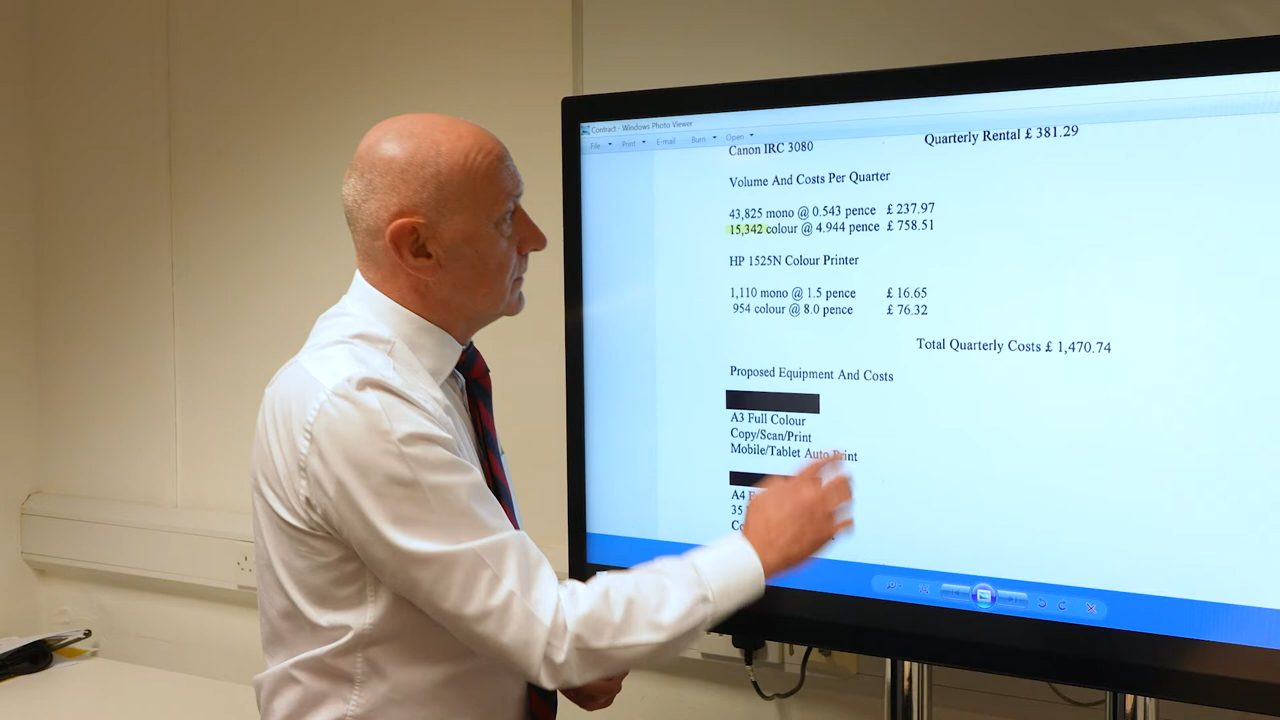 Contract - Windows Photo Viewer
File Print E-mail Burn Open
Canon IRC 3080 Quarterly Rental £ 381.29
Volume And Costs Per Quarter
43,825 mono @ 0.543 pence £ 237.97
15,342 colour @ 4.944 pence £ 758.51
HP 1525N Colour Printer
1,110 mono @ 1.5 pence £ 16.65
954 colour @ 8.0 pence £ 76.32
Total Quarterly Costs £ 1,470.74
Proposed Equipment And Costs
A3 Full Colour
Copy/Scan/Print
Mobile/Tablet Auto Print
A4
35